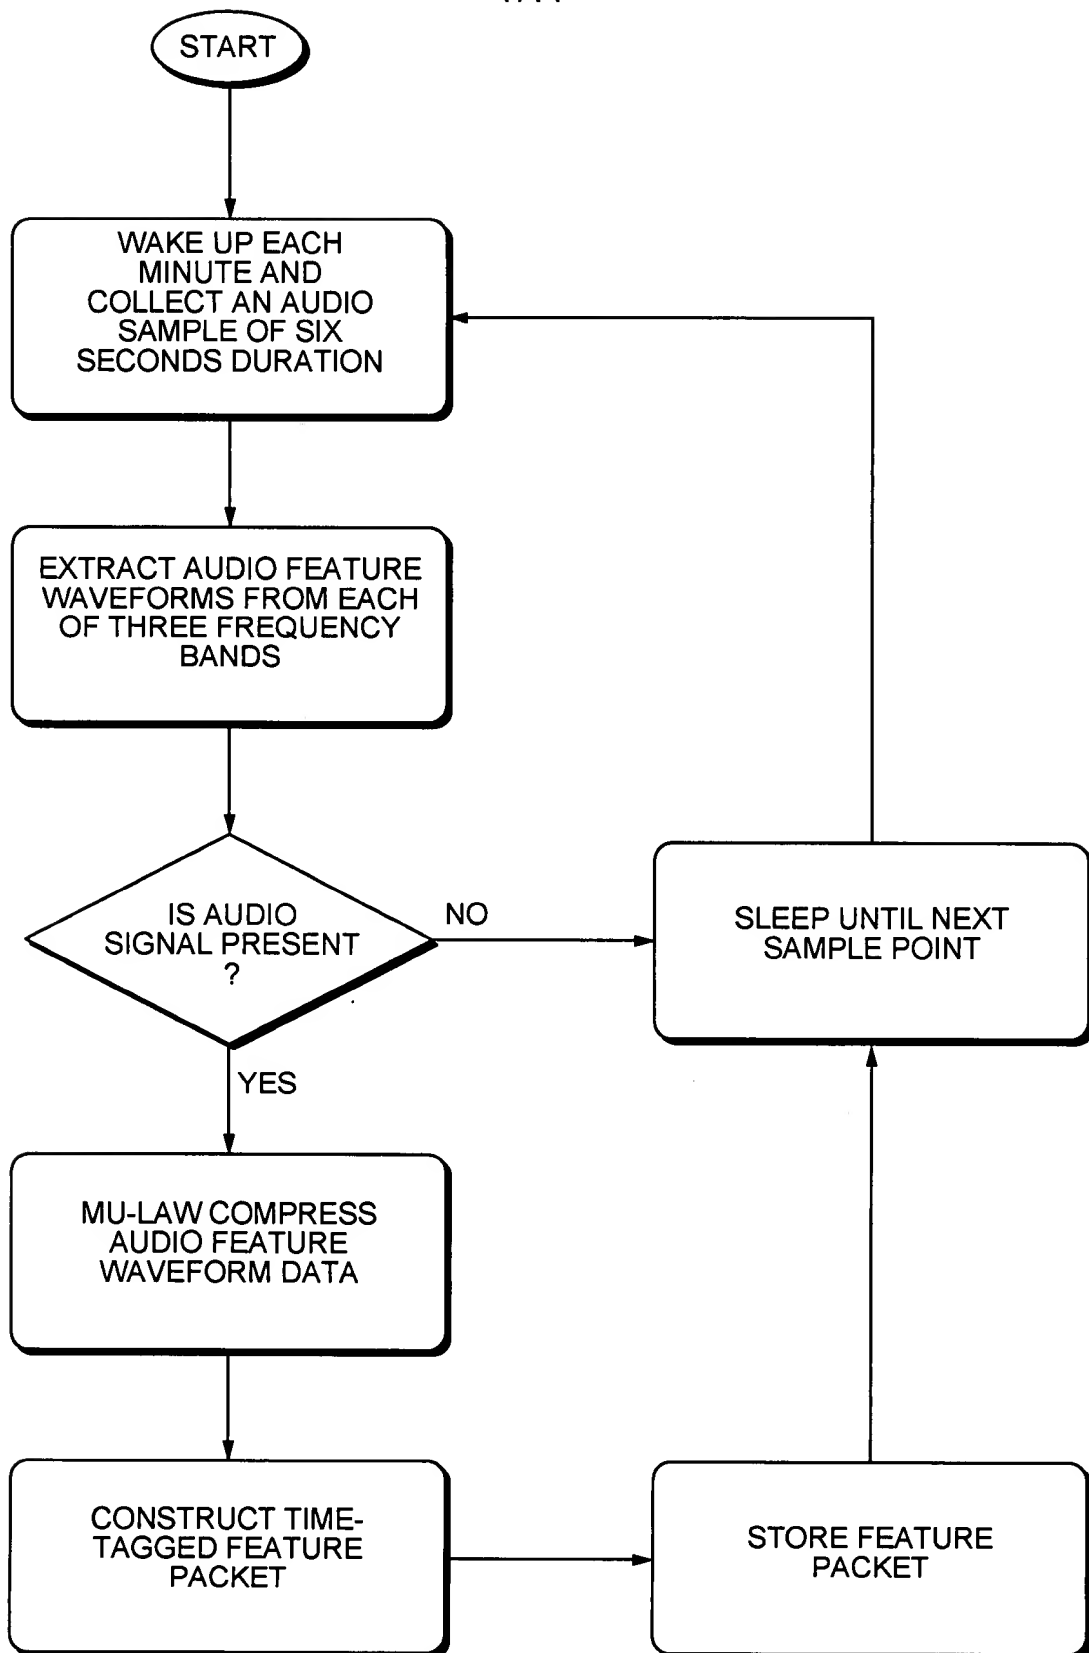 START
WAKE UP EACH
MINUTE AND
COLLECT AN AUDIO
SAMPLE OF SIX
SECONDS DURATION
EXTRACT AUDIO FEATURE
WAVEFORMS FROM EACH
OF THREE FREQUENCY
BANDS
IS AUDIO
SIGNAL PRESENT
?
NO
SLEEP UNTIL NEXT
SAMPLE POINT
YES
MU-LAW COMPRESS
AUDIO FEATURE
WAVEFORM DATA
CONSTRUCT TIME-
TAGGED FEATURE
PACKET
STORE FEATURE
PACKET